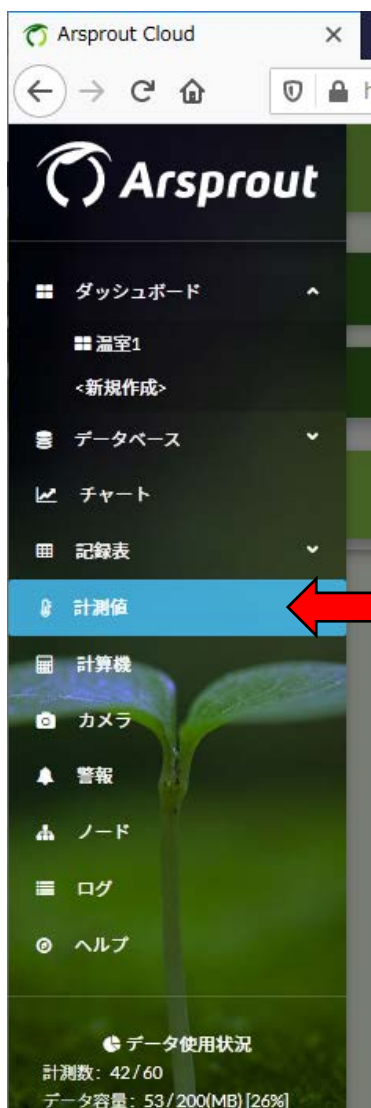 Arsprout Cloud
Arsprout
ダッシュボード
温室1
<新規作成>
データベース
チャート
記録表
計測値
計算機
カメラ
警報
ノード
ログ
ヘルプ
データ使用状況
計測数: 42/60
データ容量: 53/200(MB)[26%]